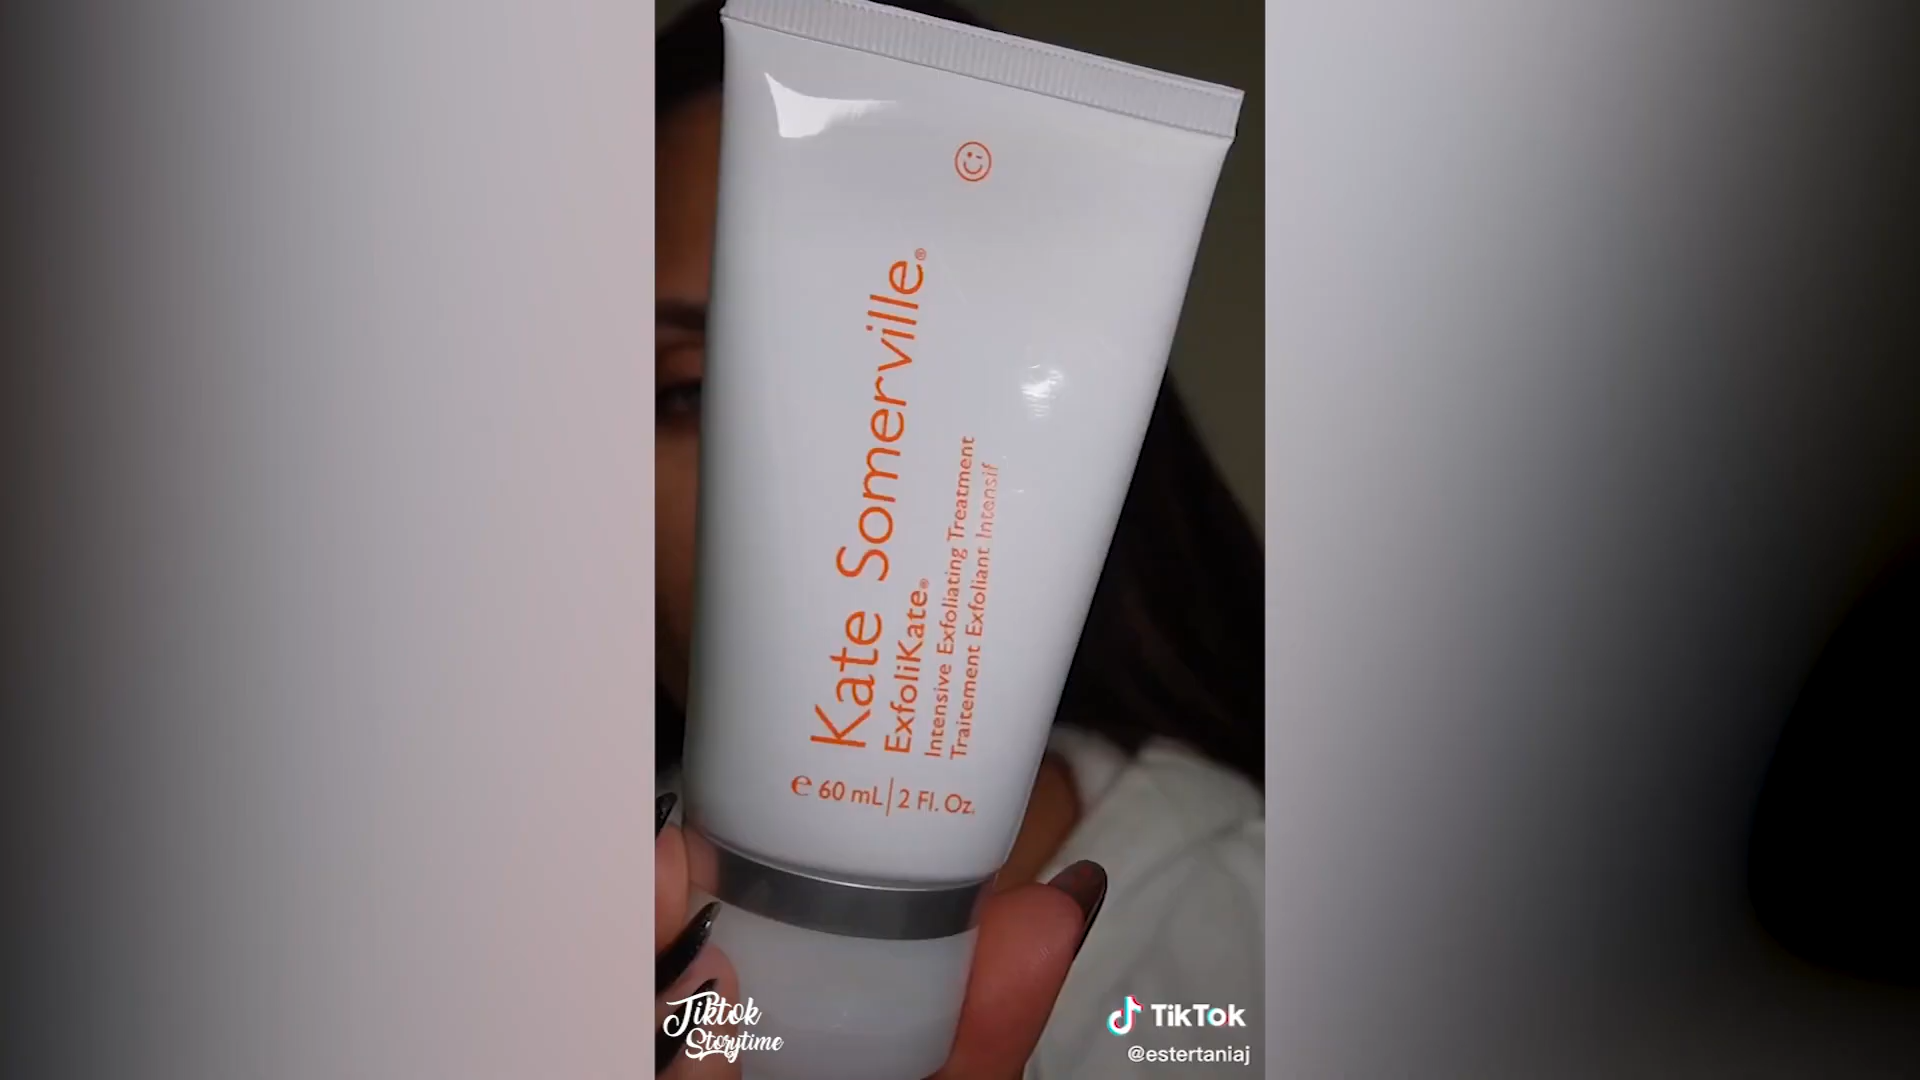 Kate Somerville®
ExfoliKate®
Intensive Exfoliating Treatment
Traitement Exfoliant Intensif
e 60 mL | 2 Fl. Oz.
Tiktok
Storytime
TikTok
@estertaniaj